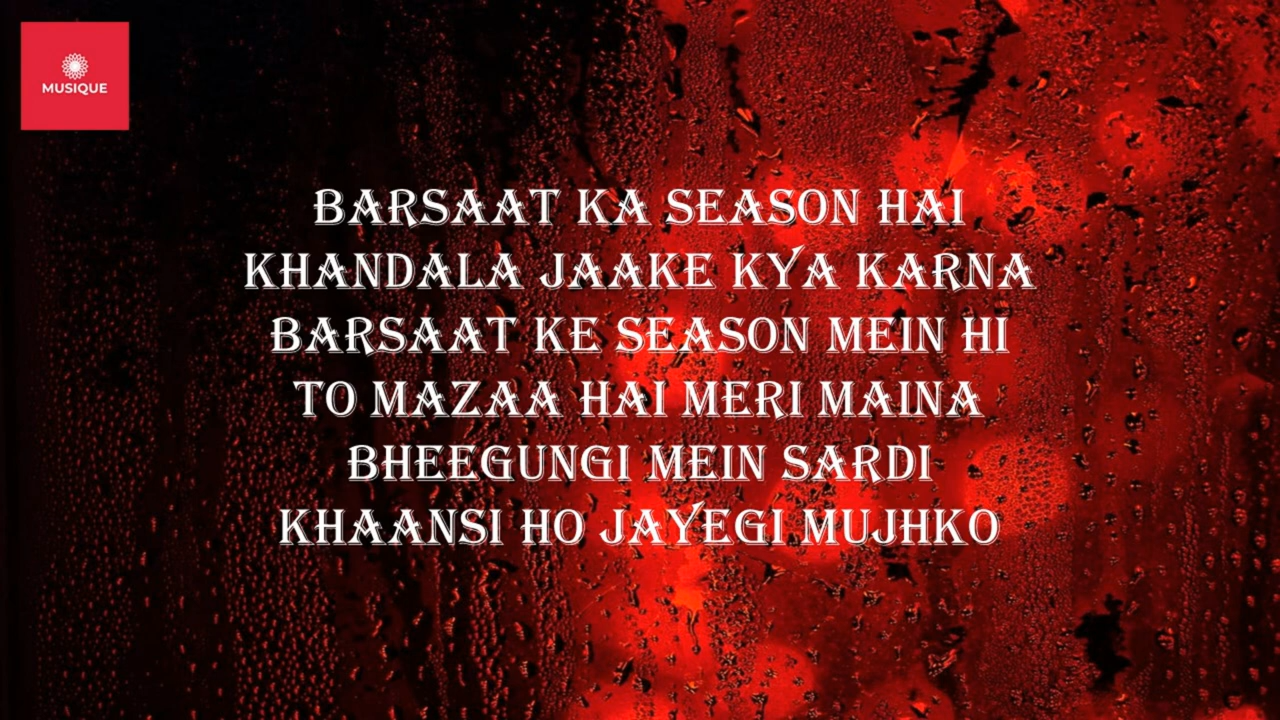 MUSIQUE
BARSAAT KA SEASON HAI
KHANDALA JAAKE KYA KARNA
BARSAAT KE SEASON MEIN HI
TO MAZAA HAI MERI MAINA
BHEEGUNGI MEIN SARDI
KHAANSI HO JAYEGI MUJHKO